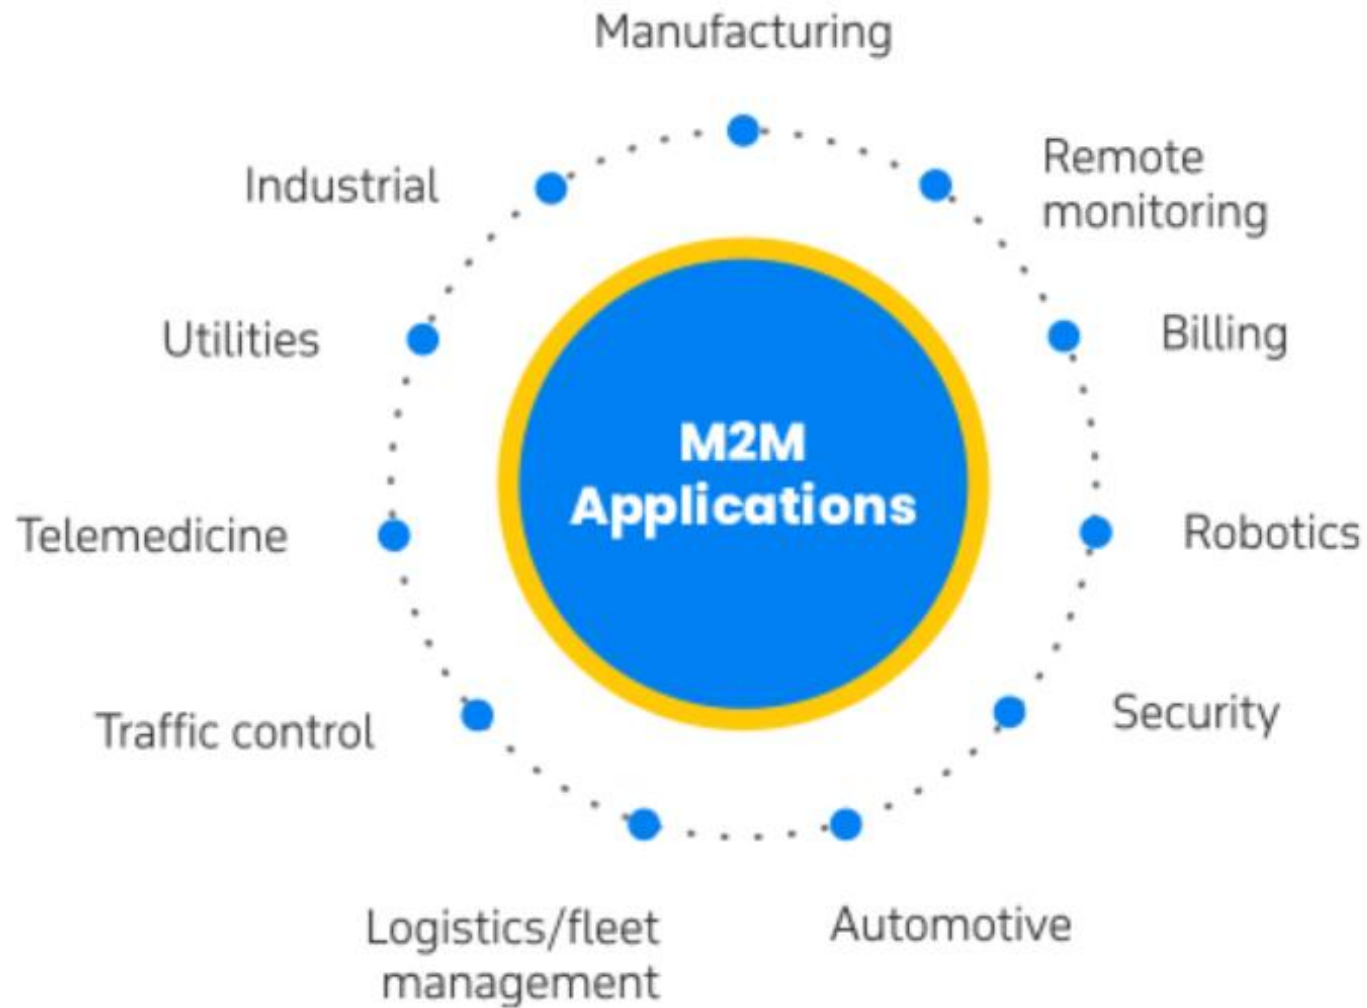 Manufacturing
Remote
monitoring
Billing
Robotics
Security
Automotive
Logistics/fleet
management
Traffic control
Telemedicine
Utilities
Industrial
M2M
Applications